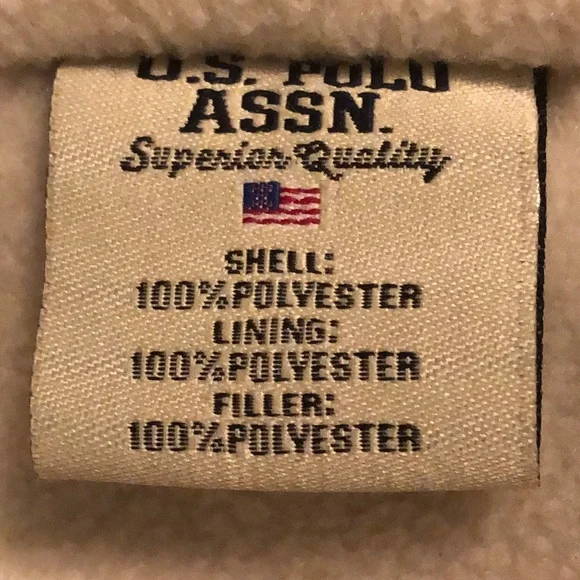 U.S. POLO
ASSN.
Superior Quality
SHELL:
100%POLYESTER
LINING:
100%POLYESTER
FILLER:
100%POLYESTER